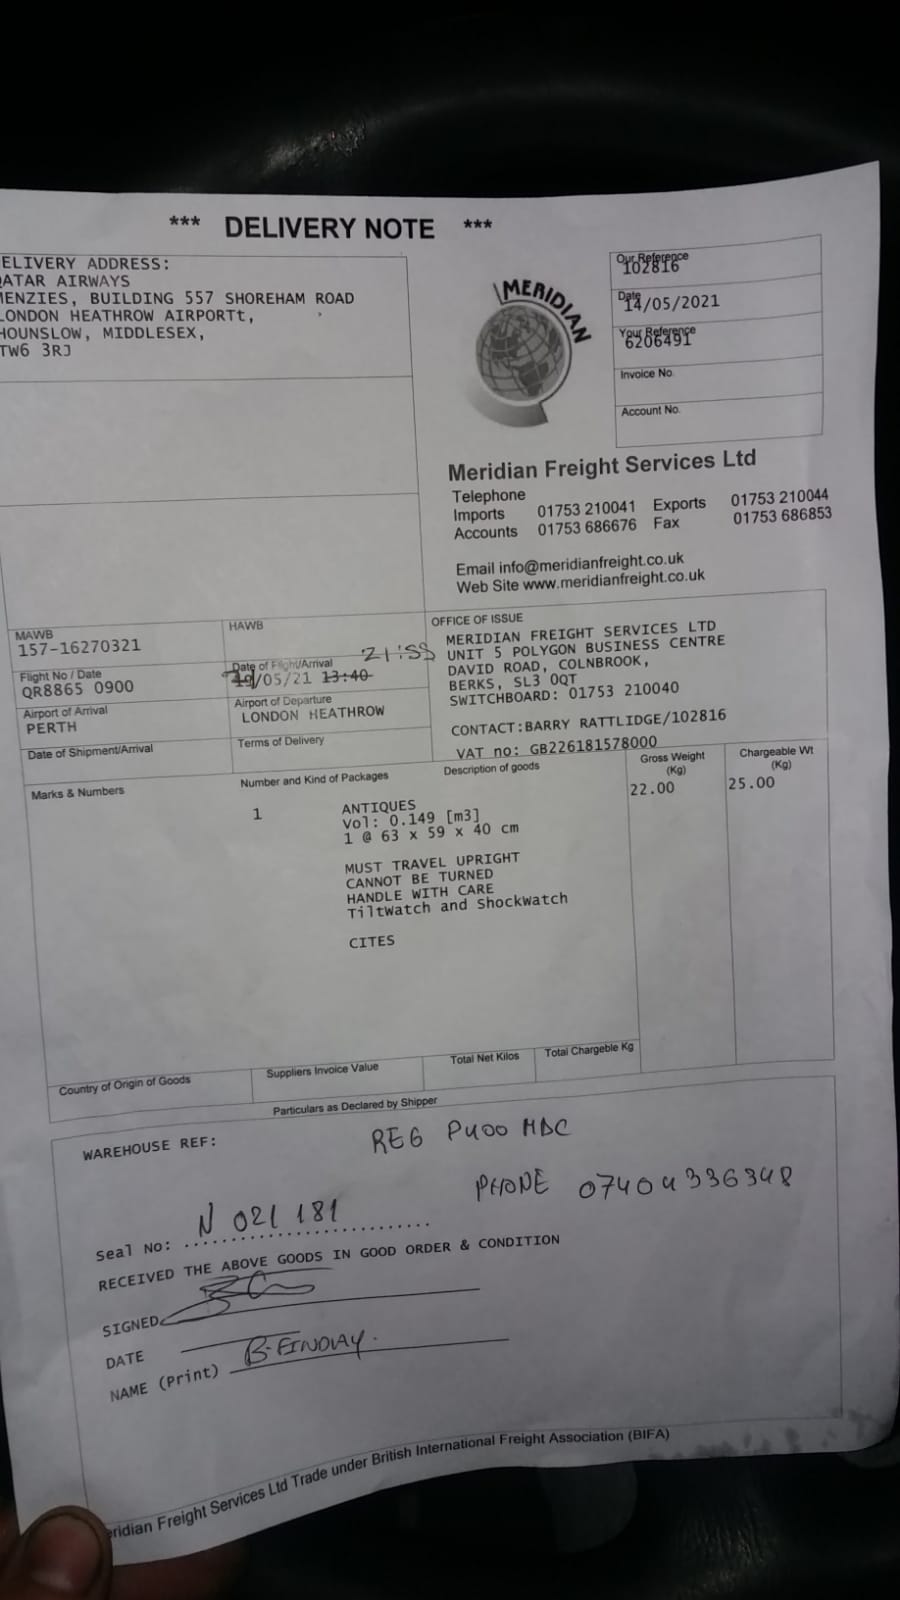 *** DELIVERY NOTE ***
ELIVERY ADDRESS:
QATAR AIRWAYS
MENZIES, BUILDING 557 SHOREHAM ROAD
LONDON HEATHROW AIRPORTt,
HOUNSLOW, MIDDLESEX,
TW6 3RJ
MERIDIAN
Our Reference
102816
Date
14/05/2021
Your Reference
6206491
Invoice No.
Account No.
Meridian Freight Services Ltd
Telephone
Imports 01753 210041 Exports 01753 210044
Accounts 01753 686676 Fax 01753 686853
Email info@meridianfreight.co.uk
Web Site www.meridianfreight.co.uk
MAWB
157-16270321
HAWB
Flight No / Date
QR8865 0900
Date of Flight/Arrival
/05/21 13:40
Airport of Arrival
PERTH
Airport of Departure
LONDON HEATHROW
Date of Shipment/Arrival
Terms of Delivery
OFFICE OF ISSUE
MERIDIAN FREIGHT SERVICES LTD
UNIT 5 POLYGON BUSINESS CENTRE
DAVID ROAD, COLNBROOK,
BERKS, SL3 0QT
SWITCHBOARD: 01753 210040
CONTACT:BARRY RATTLIDGE/102816
VAT no: GB226181578000
Marks & Numbers
Number and Kind of Packages
Description of goods
Gross Weight
(Kg)
Chargeable Wt
(Kg)
1
ANTIQUES
22.00
25.00
Vol: 0.149 [m3]
1 @ 63 x 59 x 40 cm
MUST TRAVEL UPRIGHT
CANNOT BE TURNED
HANDLE WITH CARE
TiltWatch and ShockWatch
CITES
Country of Origin of Goods
Suppliers Invoice Value
Total Net Kilos
Total Chargeble Kg
Particulars as Declared by Shipper
WAREHOUSE REF:
REG PU00 MDC
PHONE 07404336348
Seal No: N 021 181
RECEIVED THE ABOVE GOODS IN GOOD ORDER & CONDITION
SIGNED
DATE
NAME (Print) B-FINDLAY.
eridian Freight Services Ltd Trade under British International Freight Association (BIFA)